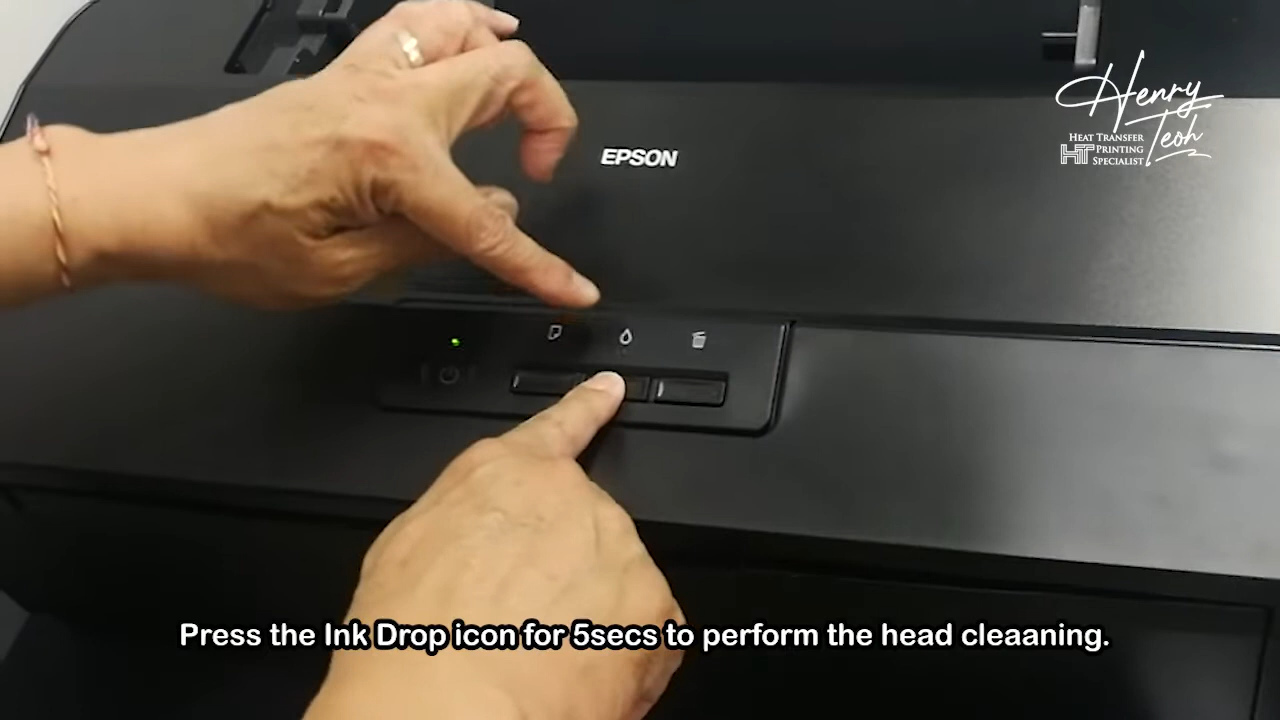 Henry
Teoh
HEAT TRANSFER
HT PRINTING
SPECIALIST
EPSON
Press the Ink Drop icon for 5secs to perform the head cleaaning.